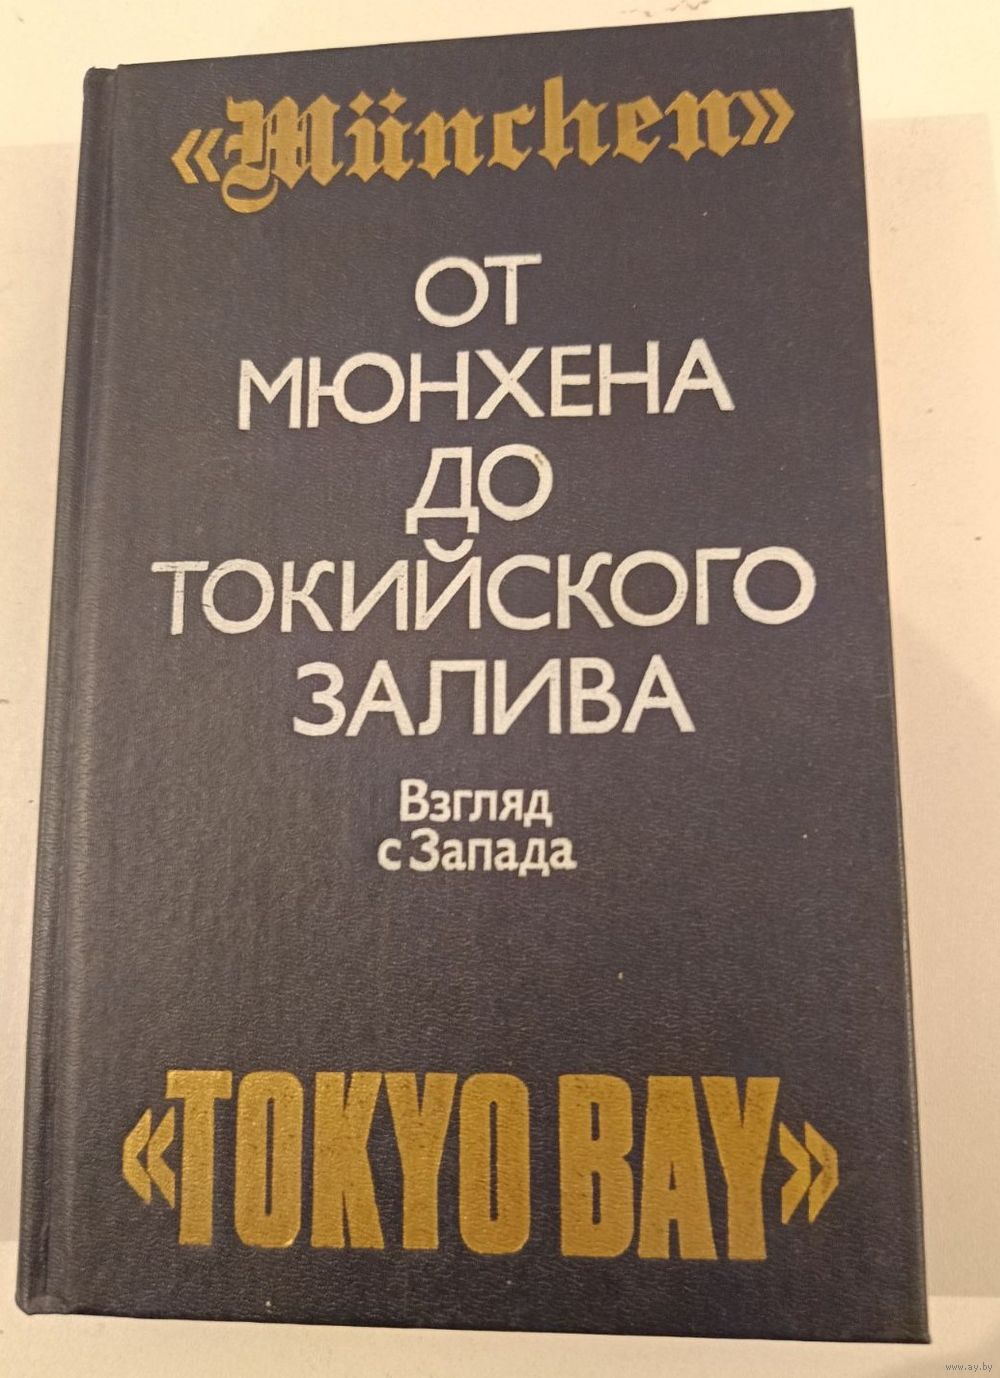 «München»
ОТ
МЮНХЕНА
ДО
ТОКИЙСКОГО
ЗАЛИВА
Взгляд
с Запада
«TOKYO BAY»
www.ay.by